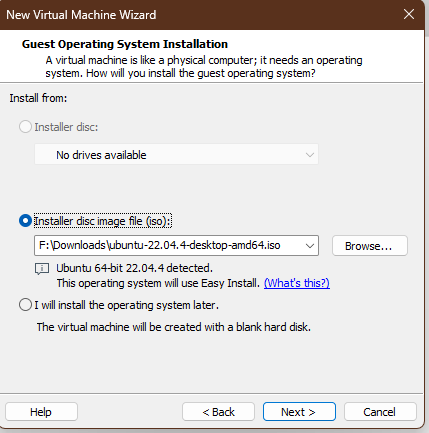 New Virtual Machine Wizard
Guest Operating System Installation
A virtual machine is like a physical computer; it needs an operating
system. How will you install the guest operating system?
Install from:
Installer disc:
No drives available
Installer disc image file (iso):
F:\Downloads\ubuntu-22.04.4-desktop-amd64.iso
Browse...
Ubuntu 64-bit 22.04.4 detected.
This operating system will use Easy Install. (What's this?)
I will install the operating system later.
The virtual machine will be created with a blank hard disk.
Help
< Back
Next >
Cancel